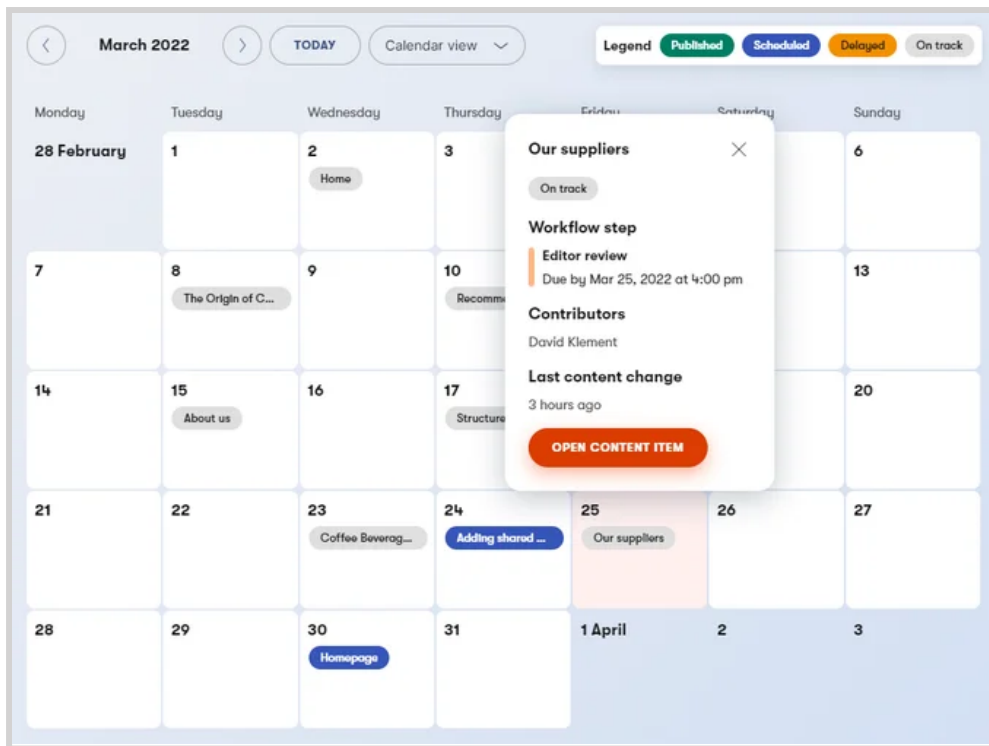 March 2022
TODAY
Calendar view
Legend Published Scheduled Delayed On track
Monday Tuesday Wednesday Thursday Friday Saturday Sunday
28 February 1 2 3 6
Home
7 8 9 10 13
The Origin of C... Recomme
14 15 16 17 20
About us Structure
21 22 23 24 25 26 27
Coffee Beverag... Adding shared ... Our suppliers
28 29 30 31 1 April 2 3
Homepage
Our suppliers
On track
Workflow step
Editor review
Due by Mar 25, 2022 at 4:00 pm
Contributors
David Klement
Last content change
3 hours ago
OPEN CONTENT ITEM